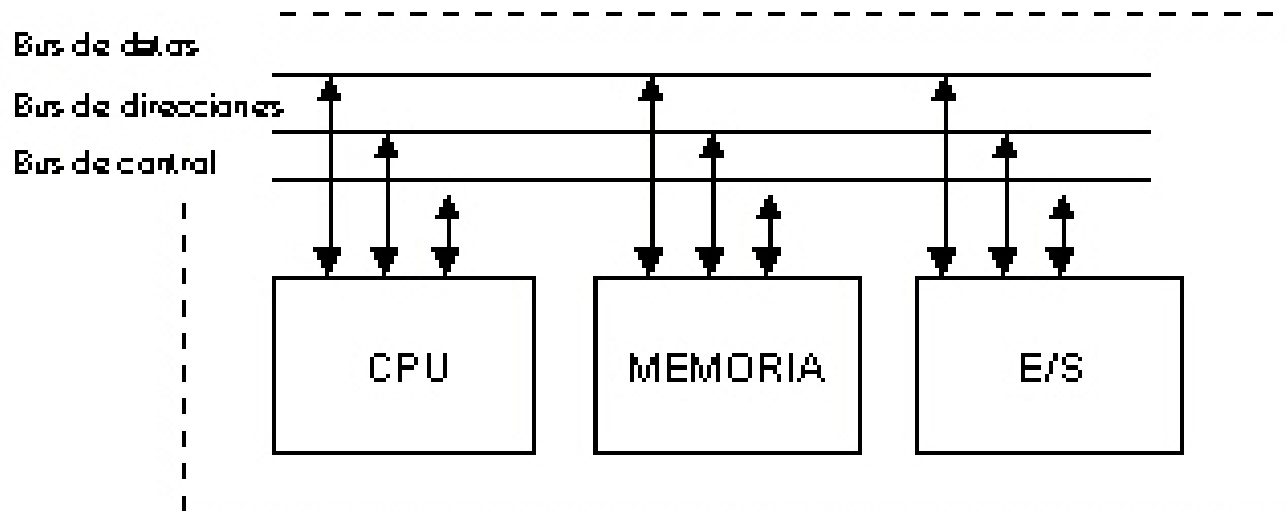 Bus de datos
Bus de direcciones
Bus de control
CPU
MEMORIA
E/S